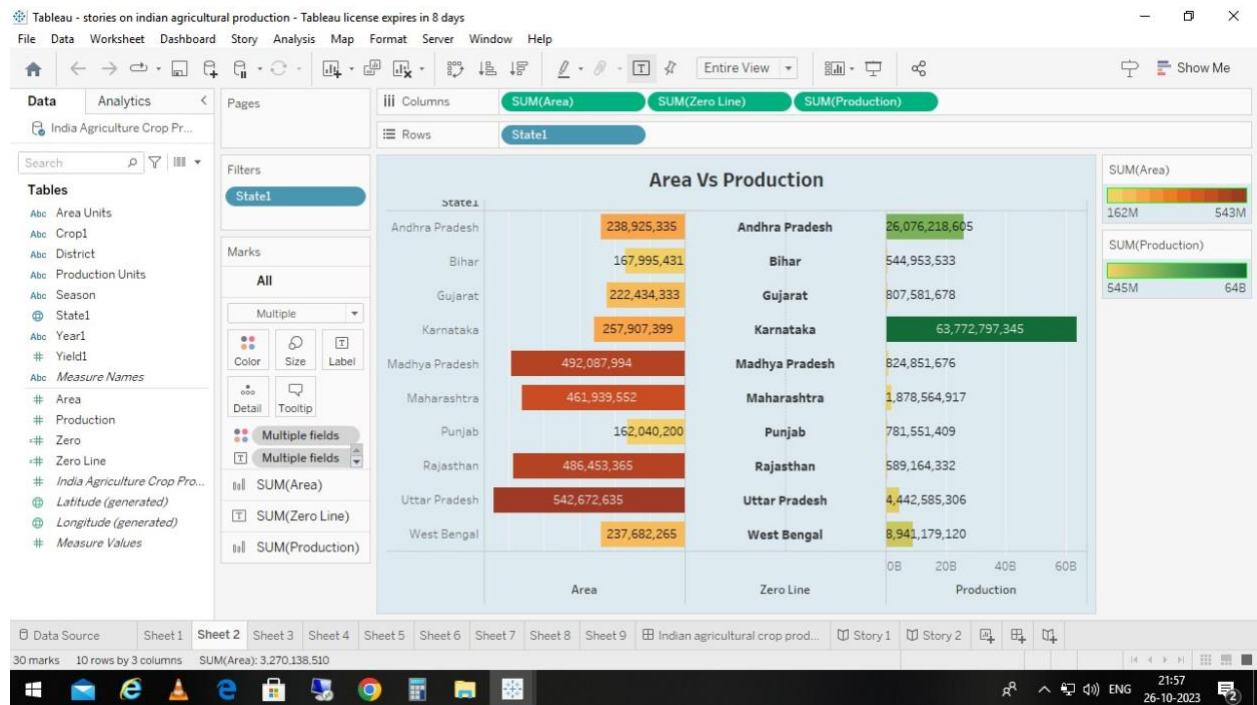 Tableau - stories on indian agricultural production - Tableau license expires in 8 days
File Data Worksheet Dashboard Story Analysis Map Format Server Window Help
Entire View
Show Me
Data Analytics
India Agriculture Crop Pr...
Search
Tables
Abc Area Units
Abc Crop1
Abc District
Abc Production Units
Abc Season
State1
Abc Year1
# Yield1
Abc Measure Names
# Area
# Production
=# Zero
=# Zero Line
# India Agriculture Crop Pro...
Latitude (generated)
Longitude (generated)
# Measure Values
Pages
Filters
State1
Marks
All
Multiple
Color Size Label
Detail Tooltip
Multiple fields
Multiple fields
SUM(Area)
SUM(Zero Line)
SUM(Production)
Columns SUM(Area) SUM(Zero Line) SUM(Production)
Rows State1
Area Vs Production
State1
Andhra Pradesh 238,925,335 Andhra Pradesh 26,076,218,605
Bihar 167,995,431 Bihar 544,953,533
Gujarat 222,434,333 Gujarat 807,581,678
Karnataka 257,907,399 Karnataka 63,772,797,345
Madhya Pradesh 492,087,994 Madhya Pradesh 824,851,676
Maharashtra 461,939,552 Maharashtra 1,878,564,917
Punjab 162,040,200 Punjab 781,551,409
Rajasthan 486,453,365 Rajasthan 589,164,332
Uttar Pradesh 542,672,635 Uttar Pradesh 4,442,585,306
West Bengal 237,682,265 West Bengal 8,941,179,120
0B 20B 40B 60B
Area Zero Line Production
SUM(Area)
162M 543M
SUM(Production)
545M 64B
Data Source Sheet 1 Sheet 2 Sheet 3 Sheet 4 Sheet 5 Sheet 6 Sheet 7 Sheet 8 Sheet 9 Indian agricultural crop prod... Story 1 Story 2
30 marks 10 rows by 3 columns SUM(Area): 3,270,138,510
ENG 21:57
26-10-2023
2